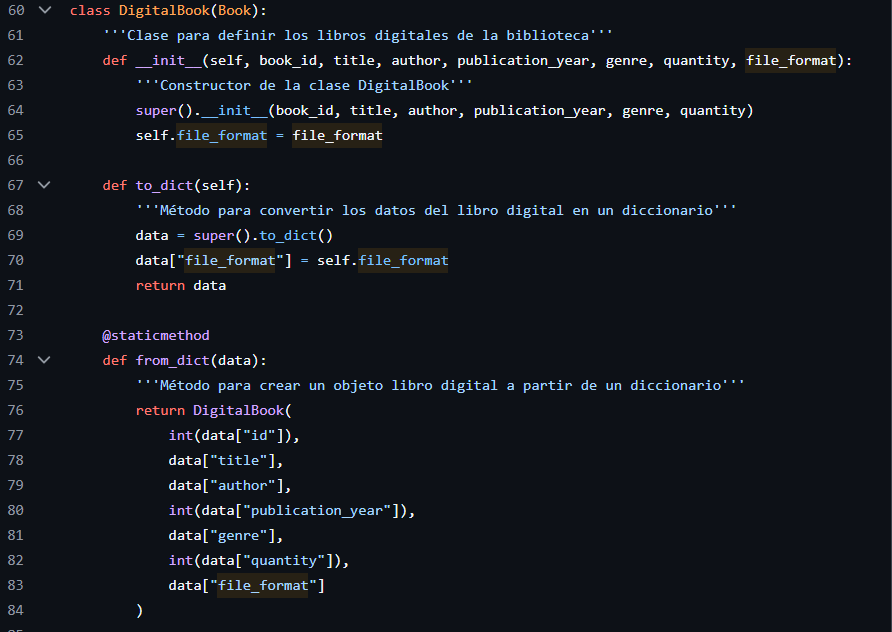 60 class DigitalBook(Book):
61     '''Clase para definir los libros digitales de la biblioteca'''
62     def __init__(self, book_id, title, author, publication_year, genre, quantity, file_format):
63         '''Constructor de la clase DigitalBook'''
64         super().__init__(book_id, title, author, publication_year, genre, quantity)
65         self.file_format = file_format
66
67     def to_dict(self):
68         '''Método para convertir los datos del libro digital en un diccionario'''
69         data = super().to_dict()
70         data["file_format"] = self.file_format
71         return data
72
73     @staticmethod
74     def from_dict(data):
75         '''Método para crear un objeto libro digital a partir de un diccionario'''
76         return DigitalBook(
77             int(data["id"]),
78             data["title"],
79             data["author"],
80             int(data["publication_year"]),
81             data["genre"],
82             int(data["quantity"]),
83             data["file_format"]
84         )